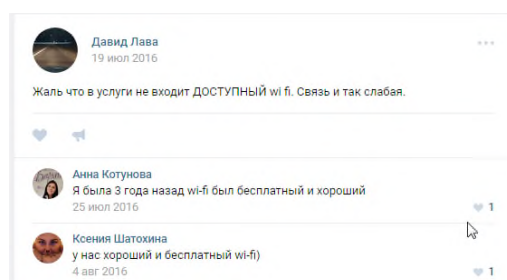 Давид Лава
19 июл 2016
Жаль что в услуги не входит ДОСТУПНЫЙ wi fi. Связь и так слабая.
Анна Котунова
Я была 3 года назад wi-fi был бесплатный и хороший
25 июл 2016
1
Ксения Шатохина
у нас хороший и бесплатный wi-fi)
4 авг 2016
1